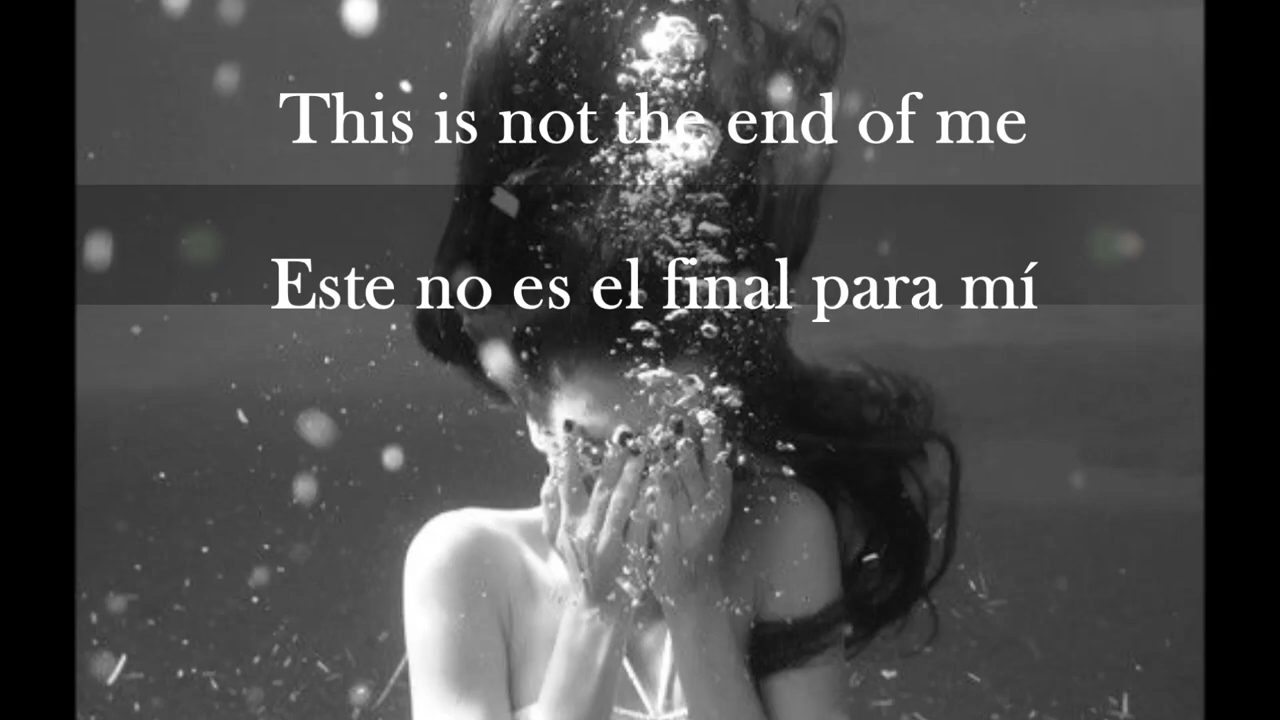 This is not the end of me
Este no es el final para mí